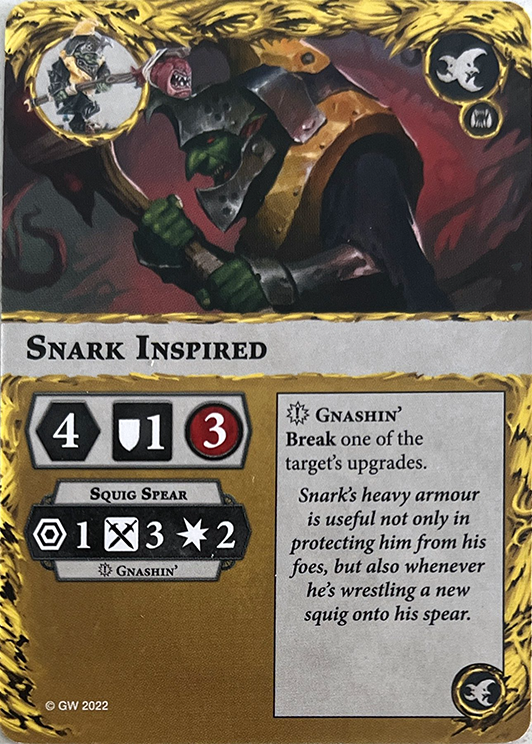 Snark Inspired
4 1 3
Squig Spear
1 3 2
Gnashin'
Gnashin'
Break one of the
target's upgrades.
Snark's heavy armour
is useful not only in
protecting him from his
foes, but also whenever
he's wrestling a new
squig onto his spear.
© GW 2022